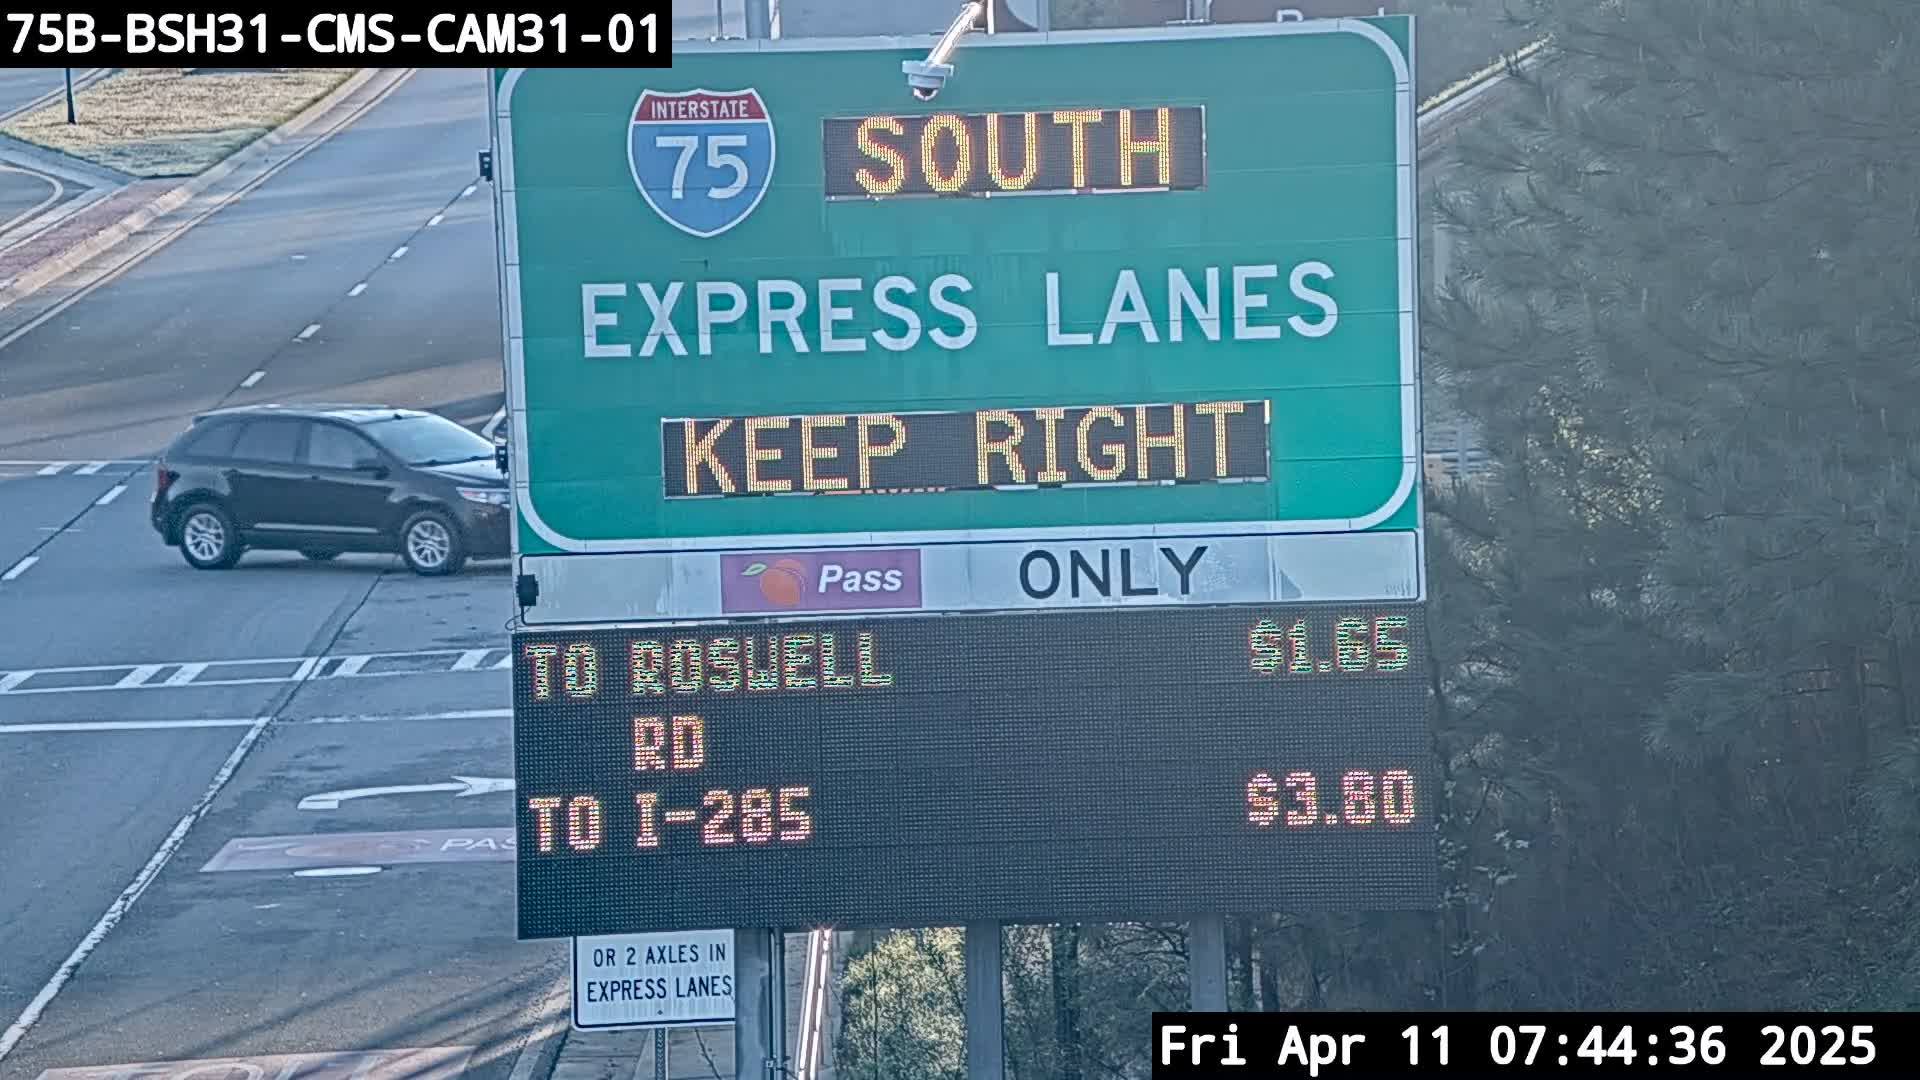 75B-BSH31-CMS-CAM31-01
INTERSTATE
75
SOUTH
EXPRESS LANES
KEEP RIGHT
Pass ONLY
TO ROSWELL $1.65
RD
TO I-285 $3.80
PAS
OR 2 AXLES IN
EXPRESS LANES
Fri Apr 11 07:44:36 2025